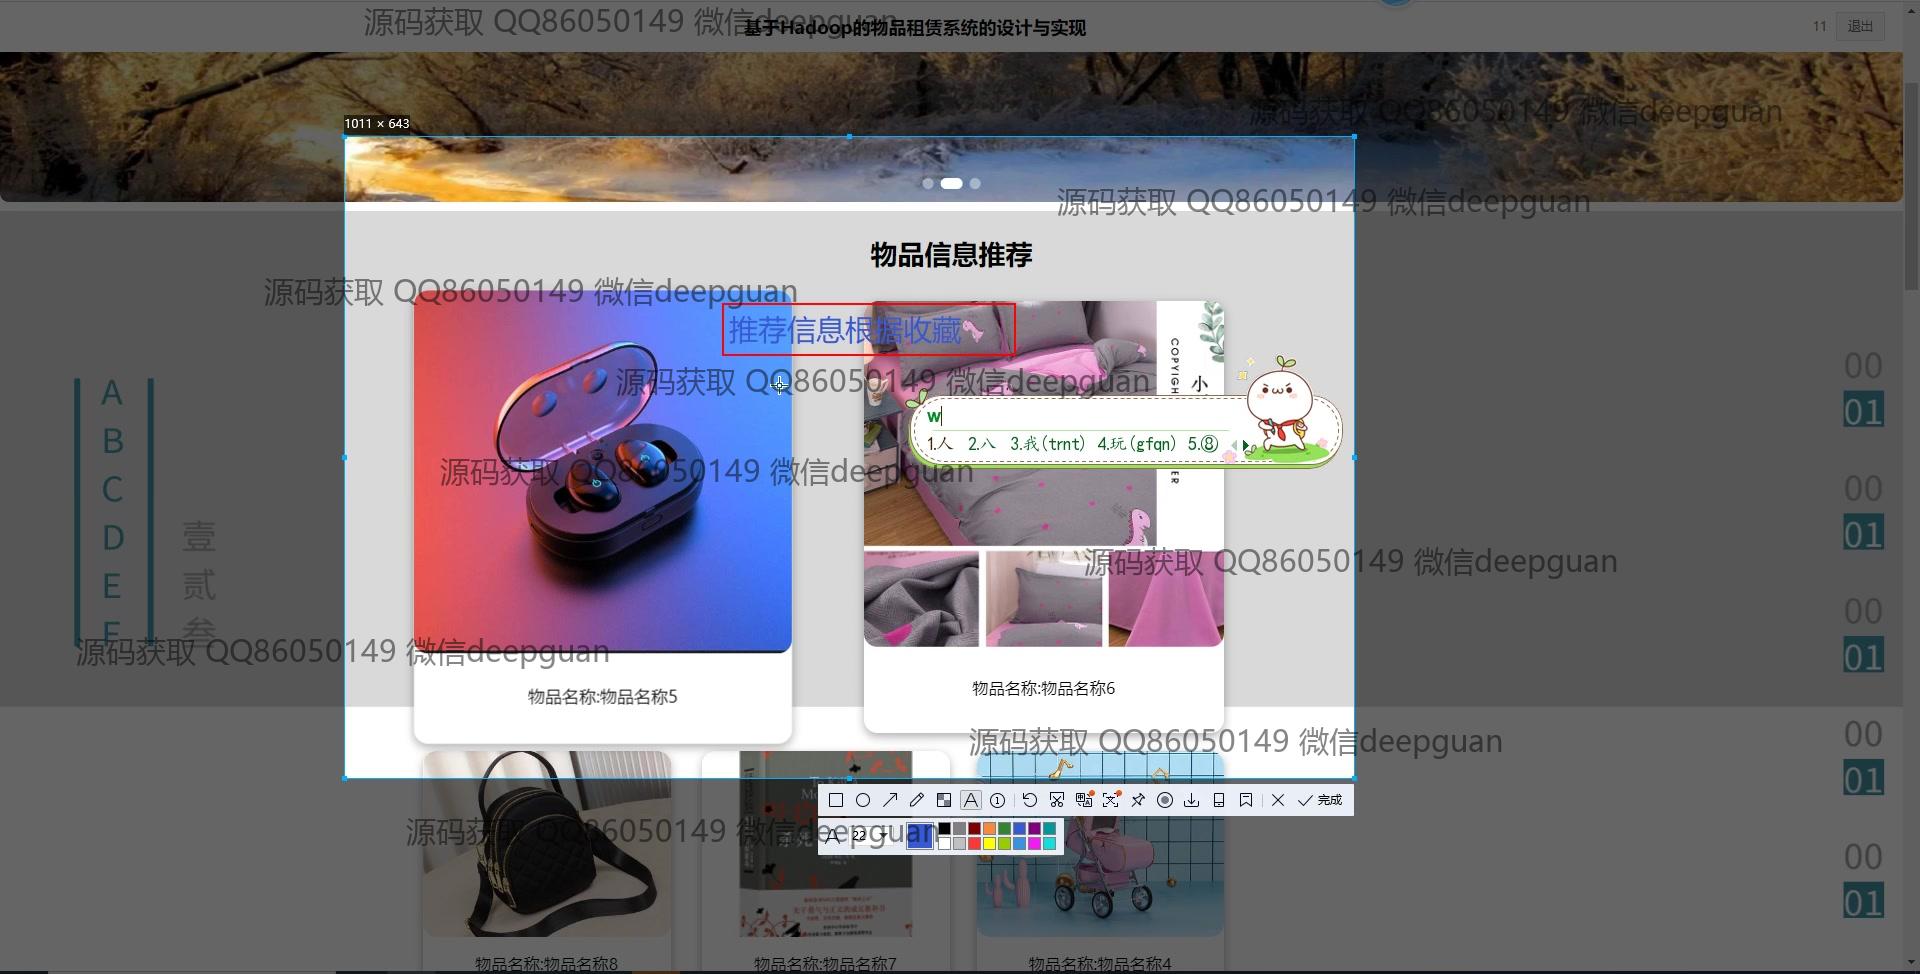 源码获取 QQ86050149 微信deepguan
基于Hadoop的物品租赁系统的设计与实现
11
退出
源码获取 QQ86050149 微信deepguan
1011 × 643
源码获取 QQ86050149 微信deepguan
物品信息推荐
源码获取 QQ86050149 微信deepguan
推荐信息根据收藏
源码获取 QQ86050149 微信deepguan
小
w
1.人 2.八 3.我(trnt) 4.玩(gfqn) 5.⑧
源码获取 QQ86050149 微信deepguan
A
B
C
D
E
F
壹
贰
叁
00
01
00
01
00
01
00
01
00
01
源码获取 QQ86050149 微信deepguan
源码获取 QQ86050149 微信deepguan
物品名称:物品名称5
物品名称:物品名称6
源码获取 QQ86050149 微信deepguan
完成
22
源码获取 QQ86050149 微信deepguan
物品名称:物品名称8
物品名称:物品名称7
物品名称:物品名称4